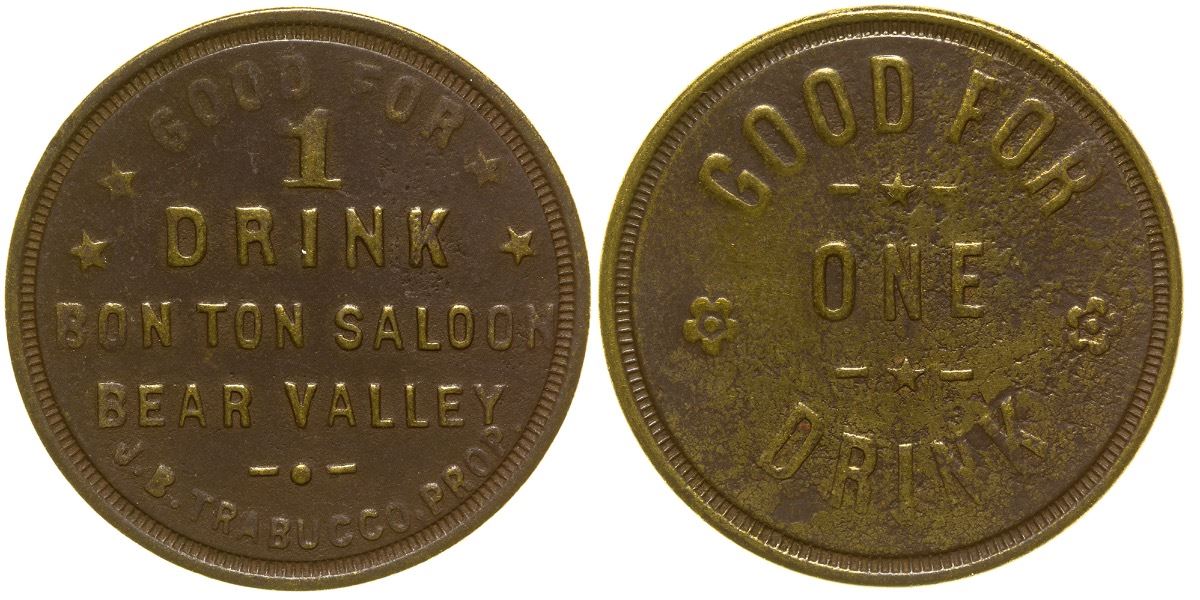 GOOD FOR
1
DRINK
BON TON SALOON
BEAR VALLEY
J.B. TRABUCCO, PROP.
GOOD FOR
ONE
DRINK